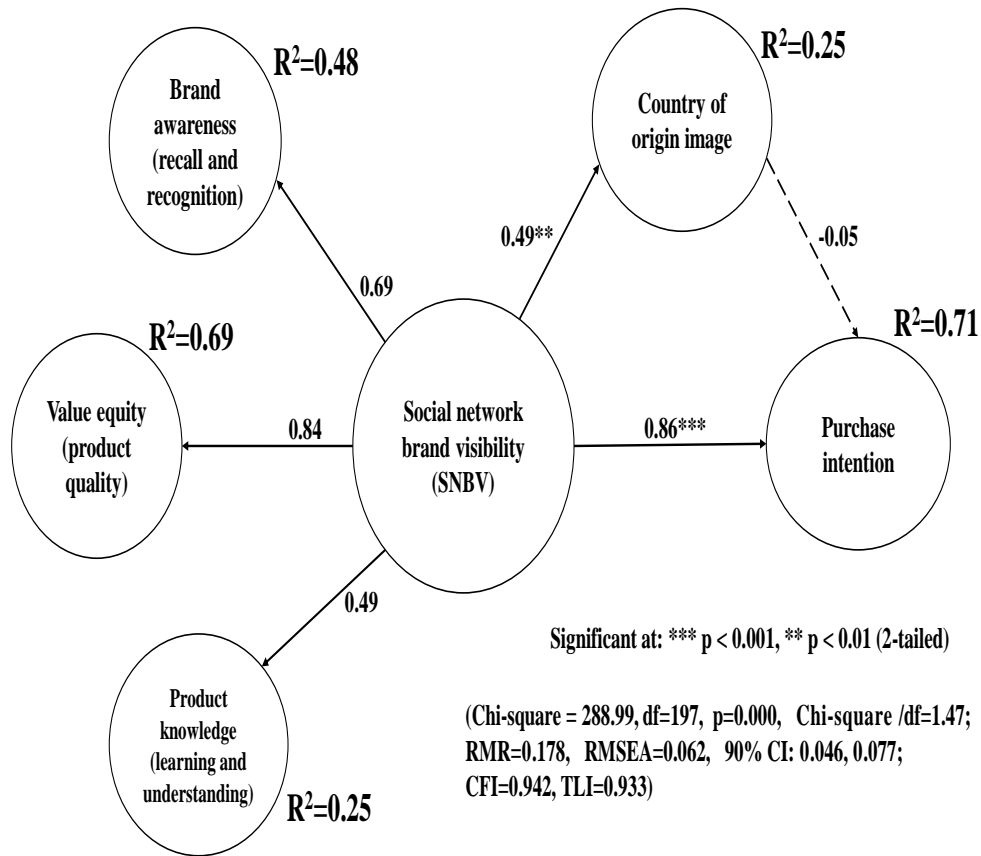 R²=0.48
Brand
awareness
(recall and
recognition)
R²=0.25
Country of
origin image
0.49**
-0.05
0.69
R²=0.69
R²=0.71
Value equity
(product
quality)
0.84
Social network
brand visibility
(SNBV)
0.86***
Purchase
intention
0.49
Significant at: *** p < 0.001, ** p < 0.01 (2-tailed)
Product
knowledge
(learning and
understanding)
R²=0.25
(Chi-square = 288.99, df=197, p=0.000, Chi-square /df=1.47;
RMR=0.178, RMSEA=0.062, 90% CI: 0.046, 0.077;
CFI=0.942, TLI=0.933)